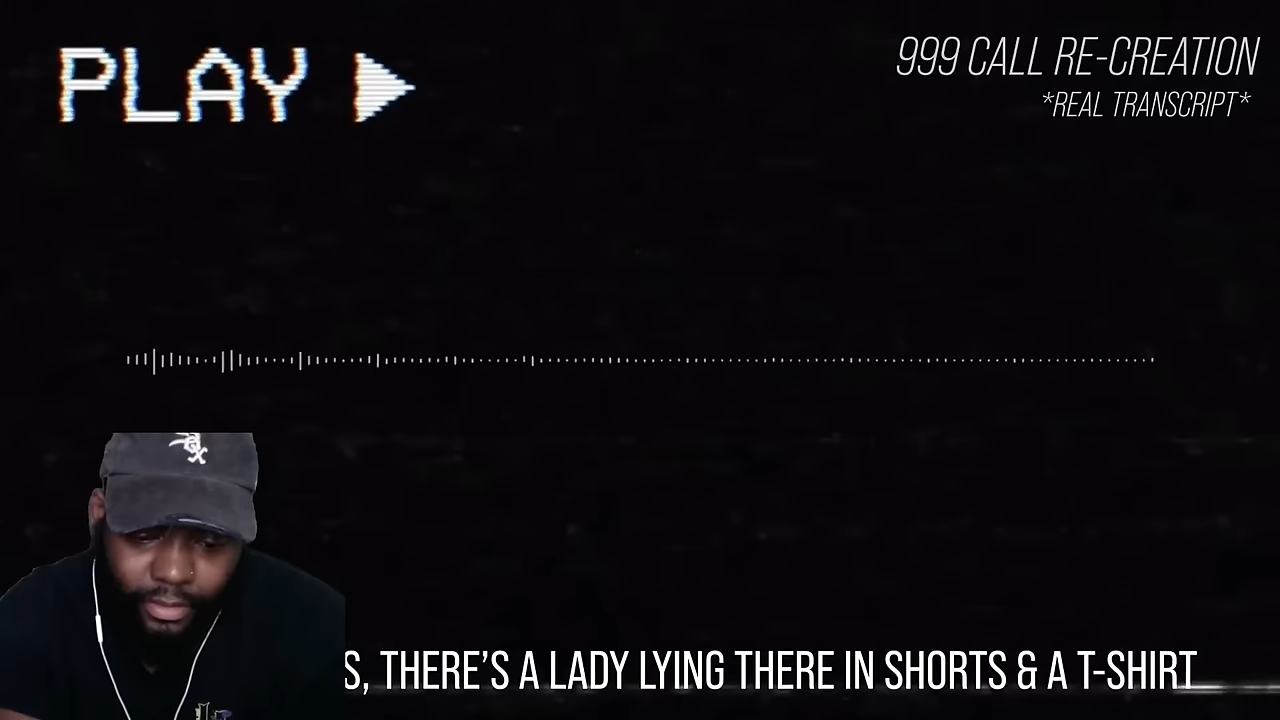 PLAY
999 CALL RE-CREATION
*REAL TRANSCRIPT*
S, THERE'S A LADY LYING THERE IN SHORTS & A T-SHIRT